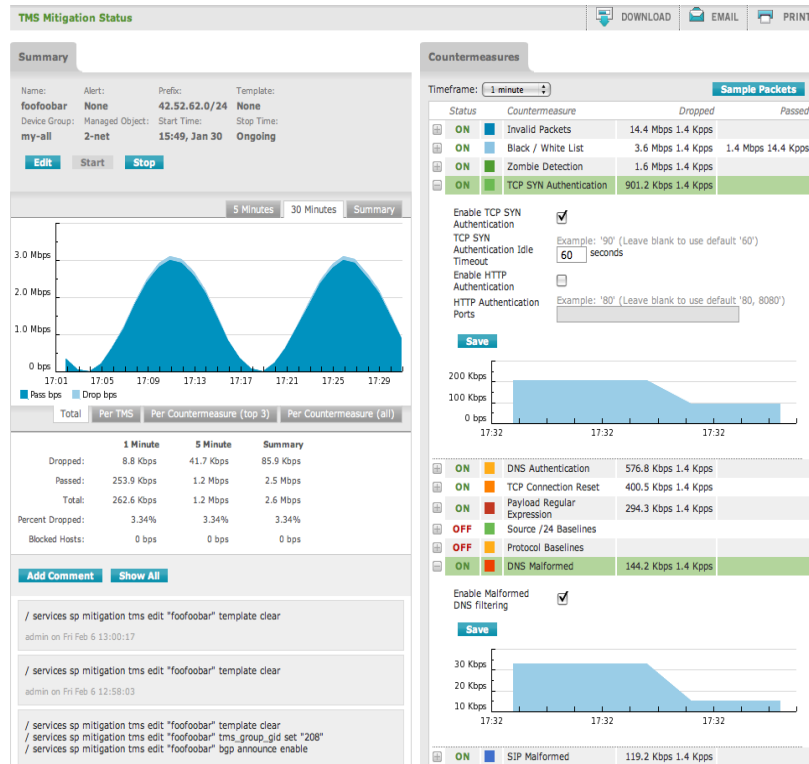 TMS Mitigation Status
DOWNLOAD EMAIL PRINT
Summary
Name: Alert: Prefix: Template:
foofoobar None 42.52.62.0/24 None
Device Group: Managed Object: Start Time: Stop Time:
my-all 2-net 15:49, Jan 30 Ongoing
Edit Start Stop
5 Minutes 30 Minutes Summary
3.0 Mbps
2.0 Mbps
1.0 Mbps
0 bps
17:01 17:05 17:09 17:13 17:17 17:21 17:25 17:29
Pass bps Drop bps
Total Per TMS Per Countermeasure (top 3) Per Countermeasure (all)
1 Minute 5 Minute Summary
Dropped: 8.8 Kbps 41.7 Kbps 85.9 Kbps
Passed: 253.9 Kbps 1.2 Mbps 2.5 Mbps
Total: 262.6 Kbps 1.2 Mbps 2.6 Mbps
Percent Dropped: 3.34% 3.34% 3.34%
Blocked Hosts: 0 bps 0 bps 0 bps
Add Comment Show All
/ services sp mitigation tms edit "foofoobar" template clear
admin on Fri Feb 6 13:00:17
/ services sp mitigation tms edit "foofoobar" template clear
admin on Fri Feb 6 12:58:03
/ services sp mitigation tms edit "foofoobar" template clear
/ services sp mitigation tms edit "foofoobar" tms_group_gid set "208"
/ services sp mitigation tms edit "foofoobar" bgp announce enable
Countermeasures
Timeframe: 1 minute Sample Packets
Status Countermeasure Dropped Passed
ON Invalid Packets 14.4 Mbps 1.4 Kpps
ON Black / White List 3.6 Mbps 1.4 Kpps 1.4 Mbps 14.4 Kpps
ON Zombie Detection 1.6 Mbps 1.4 Kpps
ON TCP SYN Authentication 901.2 Kbps 1.4 Kpps
Enable TCP SYN
Authentication
TCP SYN
Authentication Idle
Timeout
Example: '90' (Leave blank to use default '60')
60 seconds
Enable HTTP
Authentication
HTTP Authentication
Ports
Example: '80' (Leave blank to use default '80, 8080')
Save
200 Kbps
100 Kbps
0 bps
17:32 17:32 17:32
ON DNS Authentication 576.8 Kbps 1.4 Kpps
ON TCP Connection Reset 400.5 Kbps 1.4 Kpps
ON Payload Regular
Expression 294.3 Kbps 1.4 Kpps
OFF Source /24 Baselines
OFF Protocol Baselines
ON DNS Malformed 144.2 Kbps 1.4 Kpps
Enable Malformed
DNS filtering
Save
30 Kbps
20 Kbps
10 Kbps
17:32 17:32 17:32
ON SIP Malformed 119.2 Kbps 1.4 Kpps